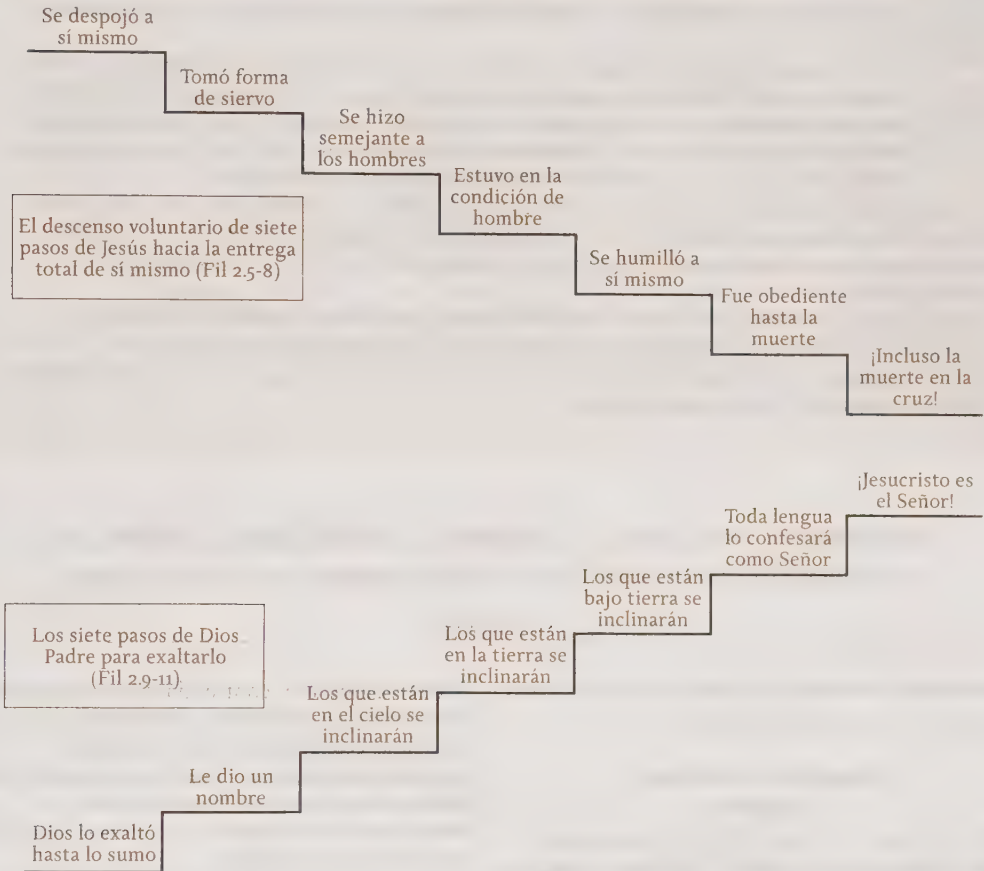 Se despojó a
sí mismo
Tomó forma
de siervo
Se hizo
semejante a
los hombres
Estuvo en la
condición de
hombre
Se humilló a
sí mismo
Fue obediente
hasta la
muerte
¡Incluso la
muerte en la
cruz!
El descenso voluntario de siete
pasos de Jesús hacia la entrega
total de sí mismo (Fil 2.5-8)
¡Jesucristo es
el Señor!
Toda lengua
lo confesará
como Señor
Los que están
bajo tierra se
inclinarán
Los que están
en la tierra se
inclinarán
Los que están
en el cielo se
inclinarán
Le dio un
nombre
Dios lo exaltó
hasta lo sumo
Los siete pasos de Dios
Padre para exaltarlo
(Fil 2.9-11)